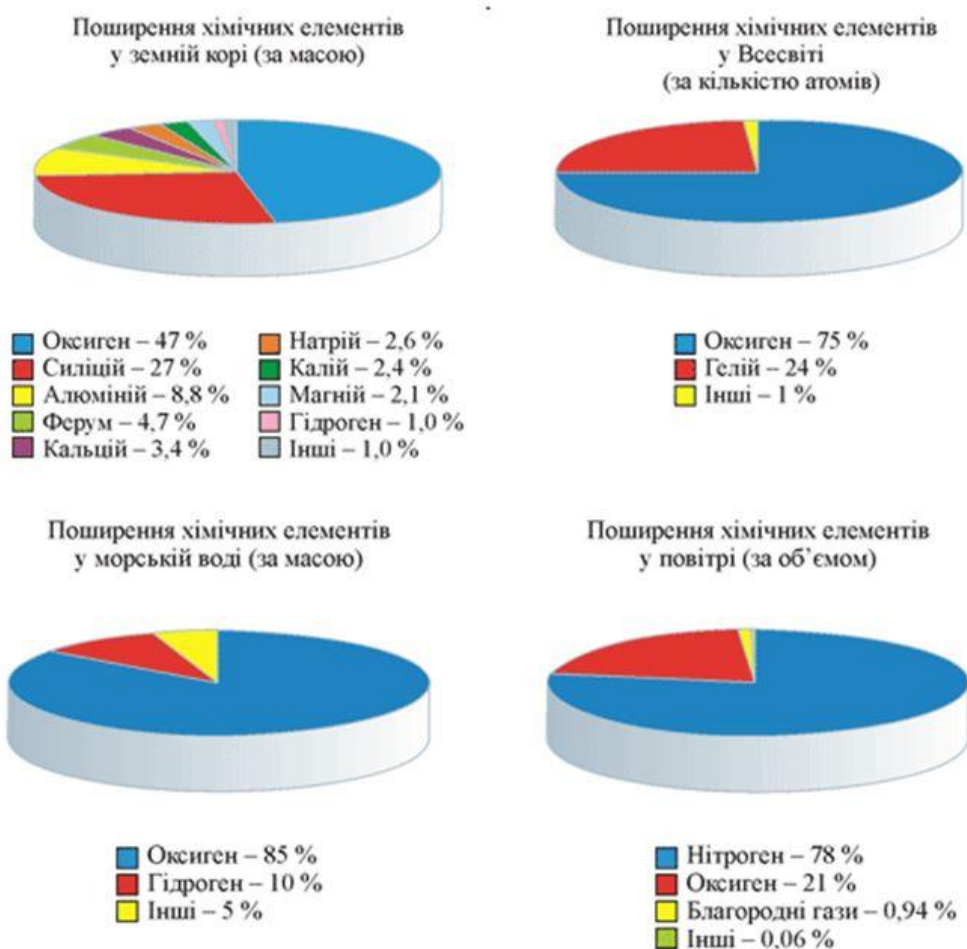 Поширення хімічних елементів
у земній корі (за масою)
Оксиген – 47 %
Силіцій – 27 %
Алюміній – 8,8 %
Ферум – 4,7 %
Кальцій – 3,4 %
Натрій – 2,6 %
Калій – 2,4 %
Магній – 2,1 %
Гідроген – 1,0 %
Інші – 1,0 %
Поширення хімічних елементів
у Всесвіті
(за кількістю атомів)
Оксиген – 75 %
Гелій – 24 %
Інші – 1 %
Поширення хімічних елементів
у морській воді (за масою)
Оксиген – 85 %
Гідроген – 10 %
Інші – 5 %
Поширення хімічних елементів
у повітрі (за об’ємом)
Нітроген – 78 %
Оксиген – 21 %
Благородні гази – 0,94 %
Інші – 0,06 %